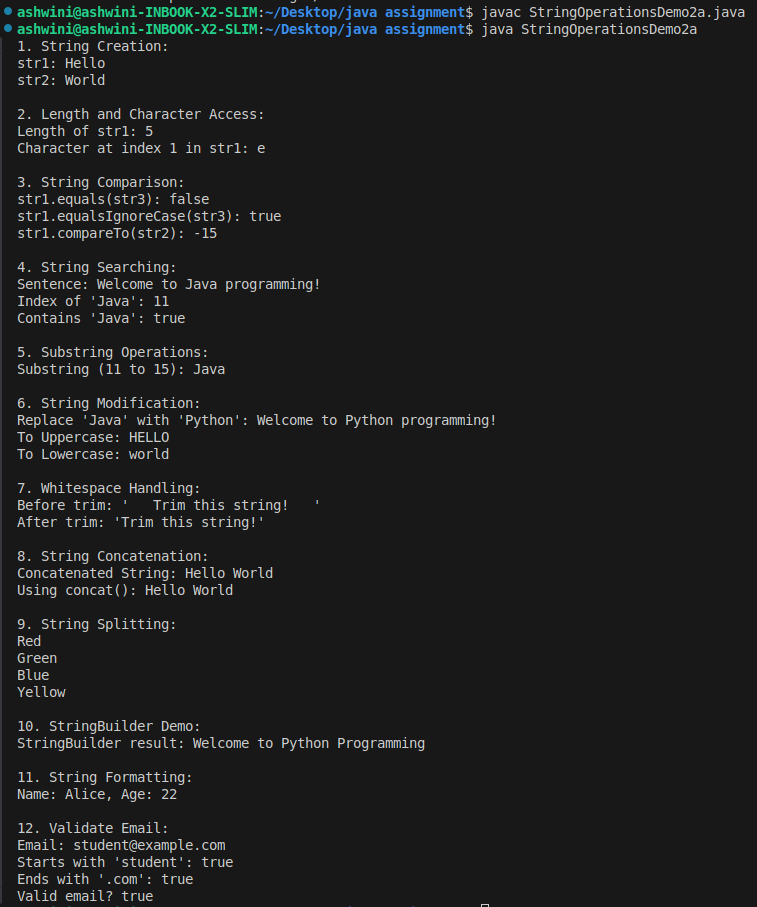 ashwini@ashwini-INBOOK-X2-SLIM:~/Desktop/java assignment$ javac StringOperationsDemo2a.java
ashwini@ashwini-INBOOK-X2-SLIM:~/Desktop/java assignment$ java StringOperationsDemo2a
1. String Creation:
str1: Hello
str2: World

2. Length and Character Access:
Length of str1: 5
Character at index 1 in str1: e

3. String Comparison:
str1.equals(str3): false
str1.equalsIgnoreCase(str3): true
str1.compareTo(str2): -15

4. String Searching:
Sentence: Welcome to Java programming!
Index of 'Java': 11
Contains 'Java': true

5. Substring Operations:
Substring (11 to 15): Java

6. String Modification:
Replace 'Java' with 'Python': Welcome to Python programming!
To Uppercase: HELLO
To Lowercase: world

7. Whitespace Handling:
Before trim: '   Trim this string!   '
After trim: 'Trim this string!'

8. String Concatenation:
Concatenated String: Hello World
Using concat(): Hello World

9. String Splitting:
Red
Green
Blue
Yellow

10. StringBuilder Demo:
StringBuilder result: Welcome to Python Programming

11. String Formatting:
Name: Alice, Age: 22

12. Validate Email:
Email: student@example.com
Starts with 'student': true
Ends with '.com': true
Valid email? true